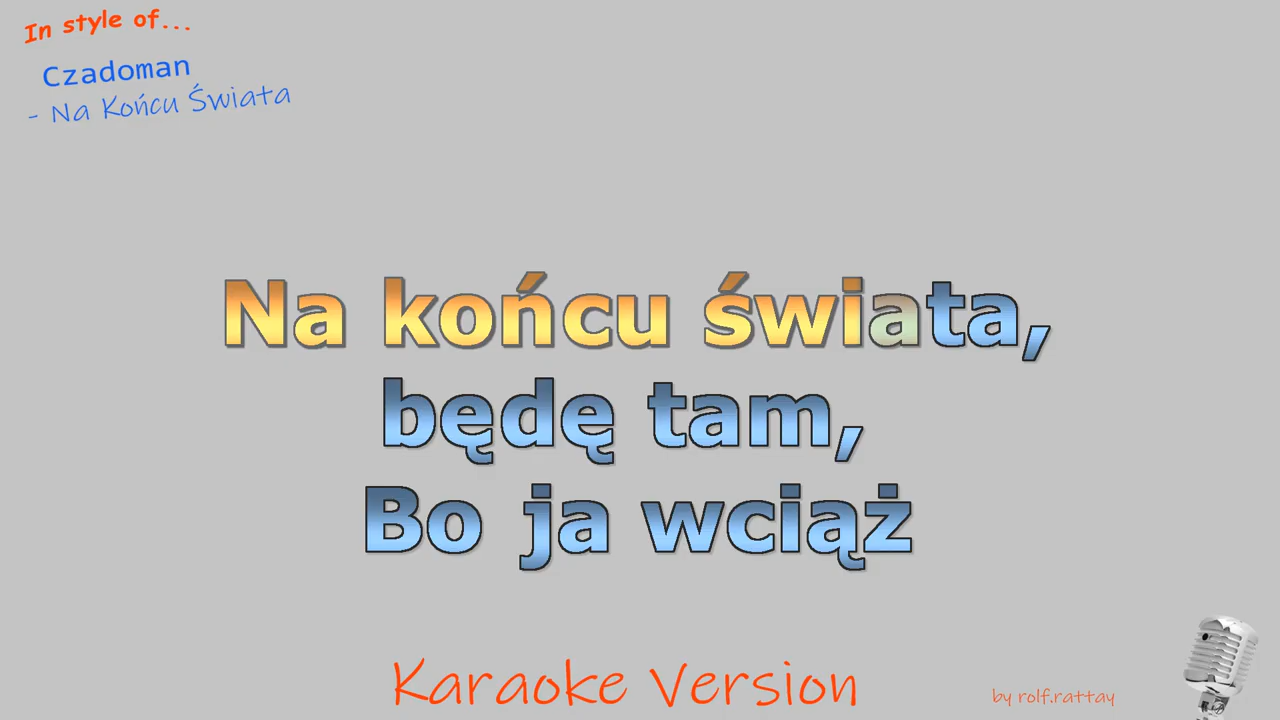 In style of...
Czadoman
- Na Końcu Świata
Na końcu świata,
będę tam,
Bo ja wciąż
Karaoke Version
by rolf.rattay